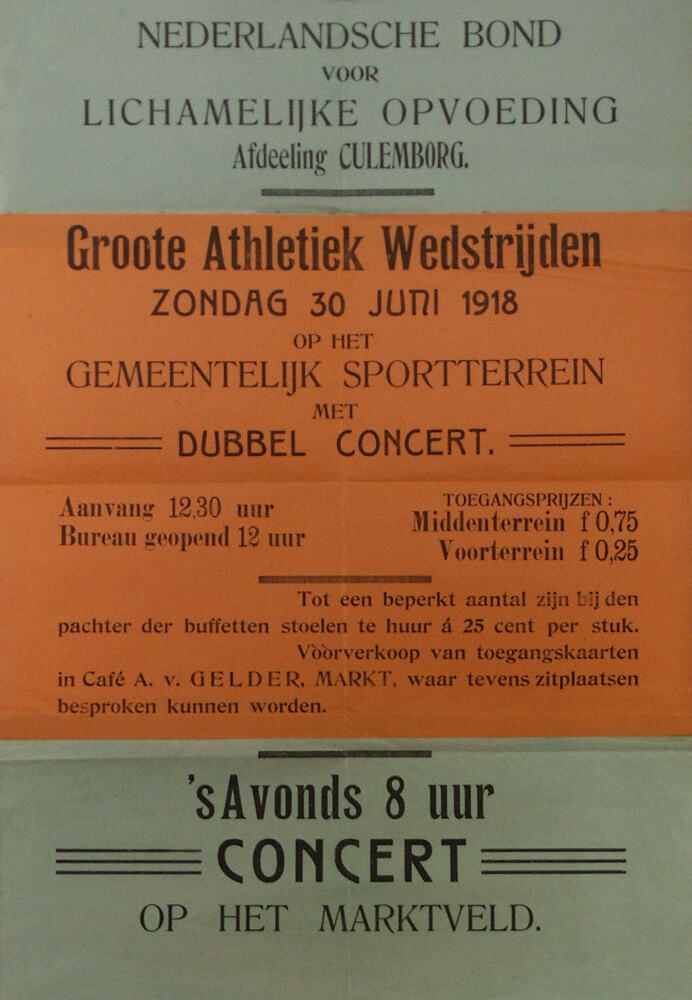 NEDERLANDSCHE BOND
VOOR
LICHAMELIJKE OPVOEDING
Afdeeling CULEMBORG.
Groote Athletiek Wedstrijden
ZONDAG 30 JUNI 1918
OP HET
GEMEENTELIJK SPORTTERREIN
MET
DUBBEL CONCERT.
Aanvang 12,30 uur
Bureau geopend 12 uur
TOEGANGSPRIJZEN :
Middenterrein f 0,75
Voorterrein f 0,25
Tot een beperkt aantal zijn bij den
pachter der buffetten stoelen te huur á 25 cent per stuk.
Vòòrverkoop van toegangskaarten
in Café A. v. GELDER, MARKT, waar tevens zitplaatsen
besproken kunnen worden.
's Avonds 8 uur
CONCERT
OP HET MARKTVELD.